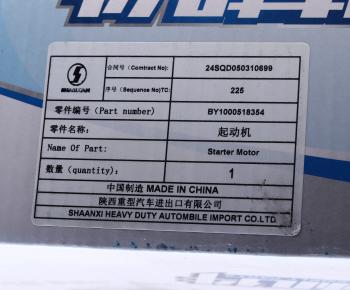 SHACMAN
合同号 (Comtract No): 24SQD050310699
序号 (Sequence No)TC: 225
零件编号 (Part number) BY1000518354
零件名称: 起动机
Name Of Part: Starter Motor
数量 (quantity): 1
中国制造 MADE IN CHINA
陕西重型汽车进出口有限公司
SHAANXI HEAVY DUTY AUTOMBILE IMPORT CO.LTD